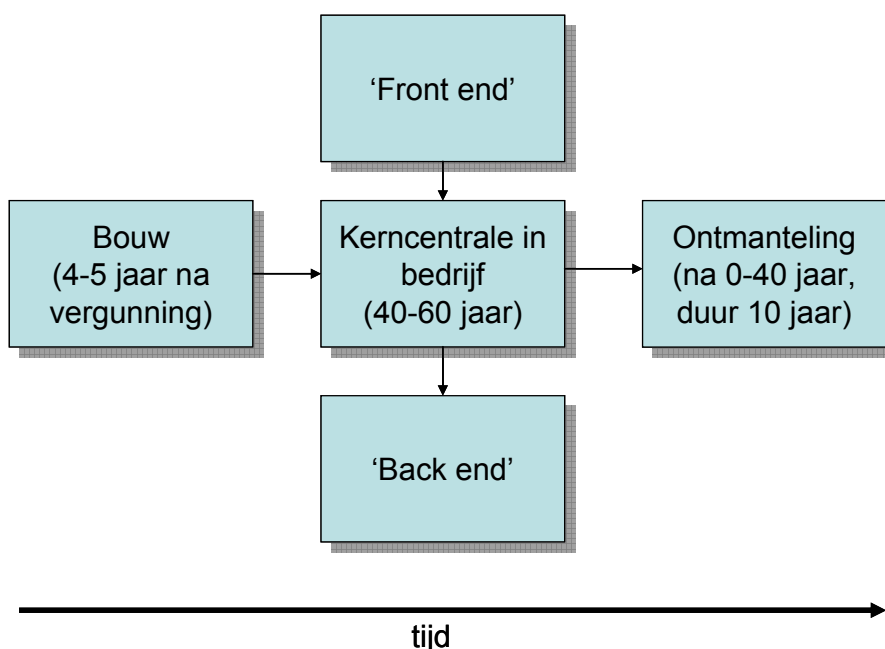 ‘Front end’
Bouw
(4-5 jaar na
vergunning)
Kerncentrale in
bedrijf
(40-60 jaar)
Ontmanteling
(na 0-40 jaar,
duur 10 jaar)
‘Back end’
tijd